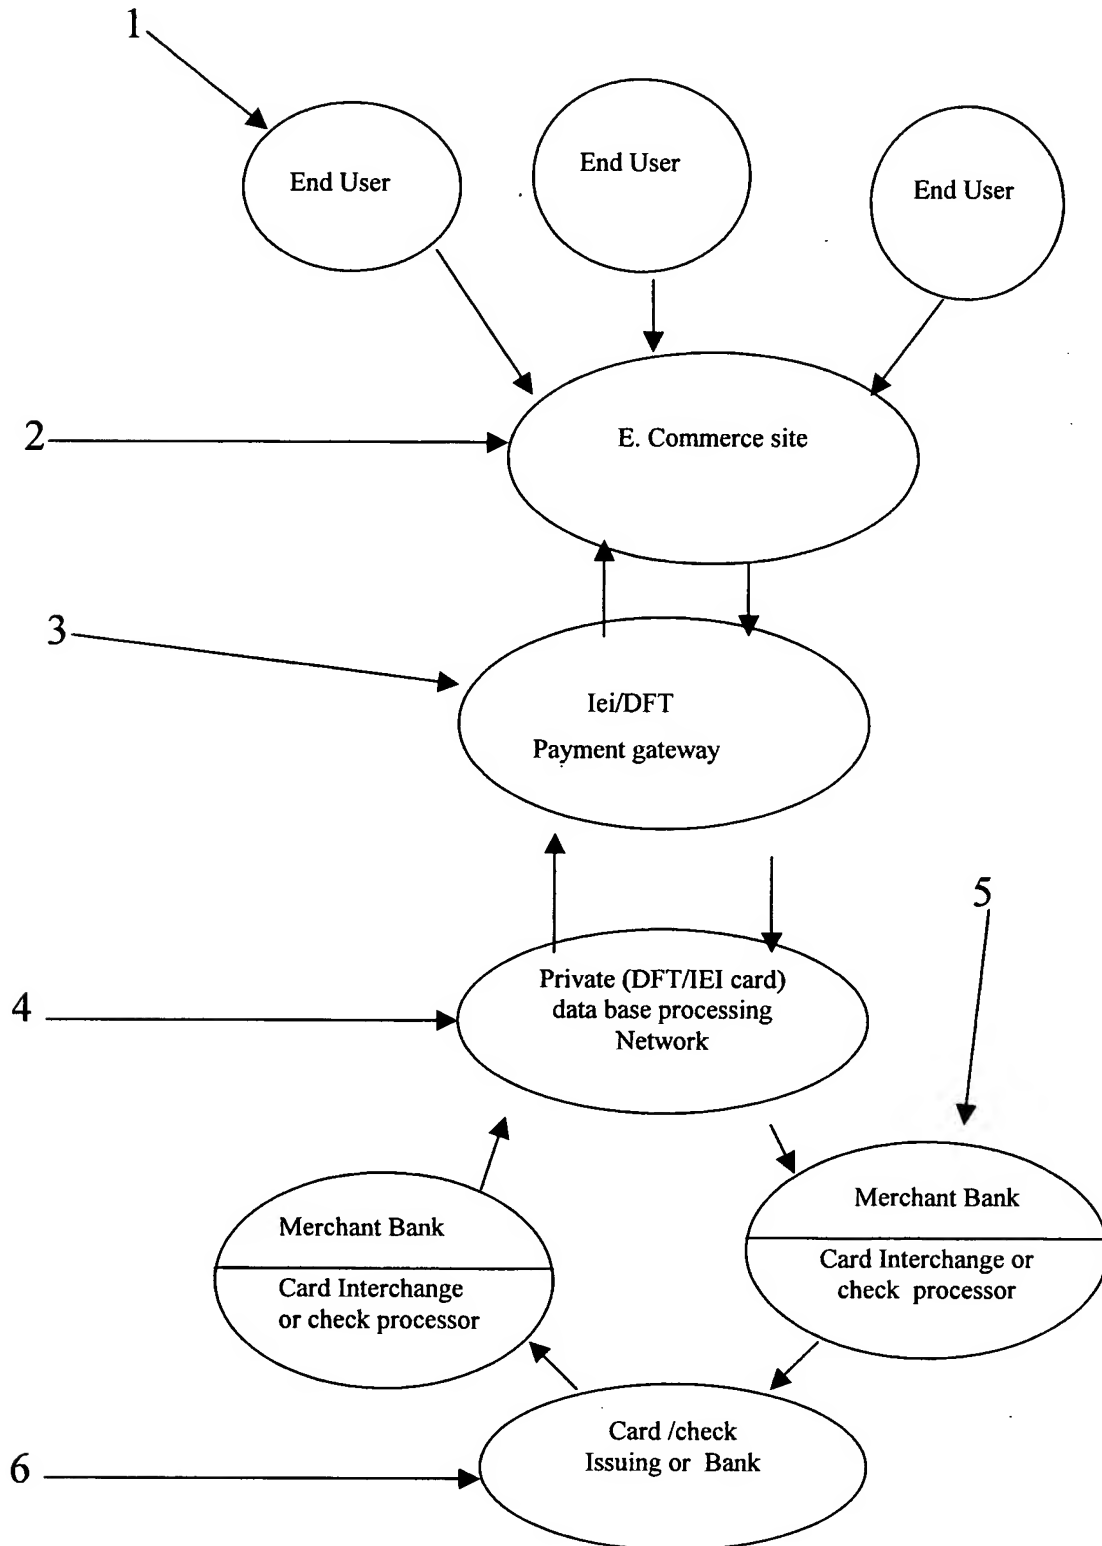 1
End User
End User
End User
2
E. Commerce site
3
Iei/DFT
Payment gateway
5
4
Private (DFT/IEI card)
data base processing
Network
Merchant Bank
Card Interchange or
check processor
Merchant Bank
Card Interchange
or check processor
6
Card /check
Issuing or Bank